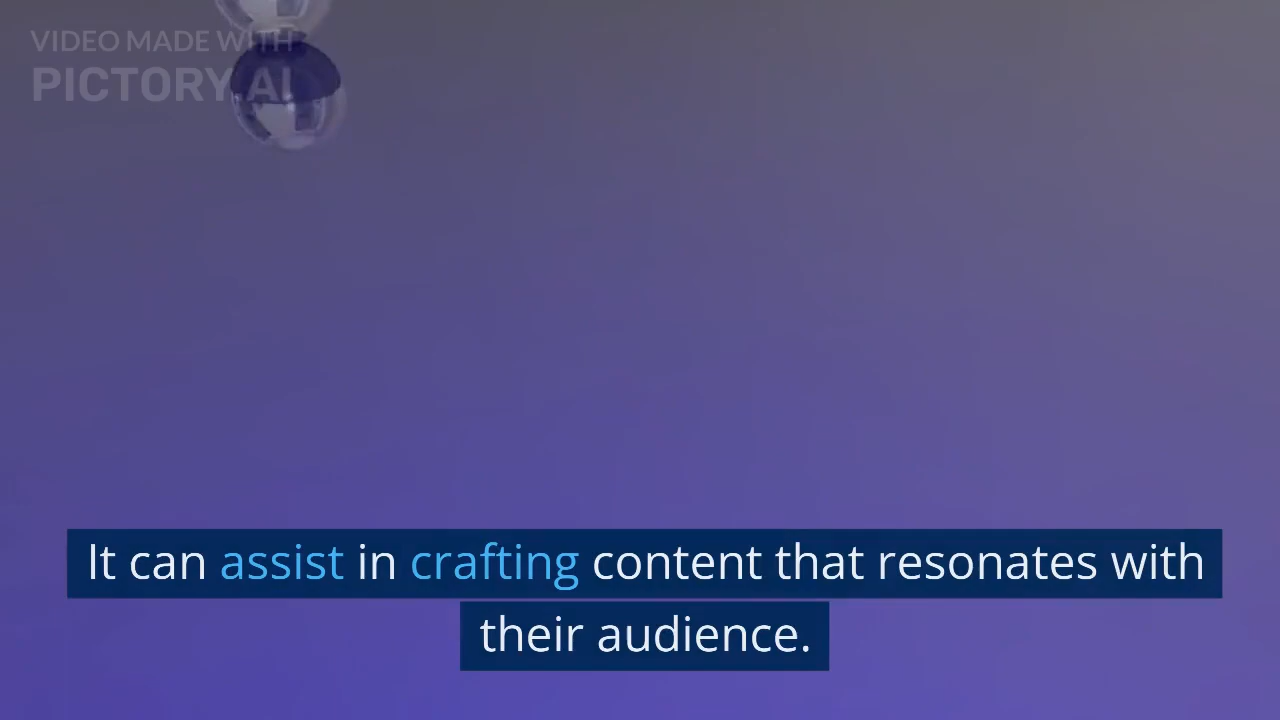 VIDEO MADE WITH
PICTORY.AI
It can assist in crafting content that resonates with
their audience.